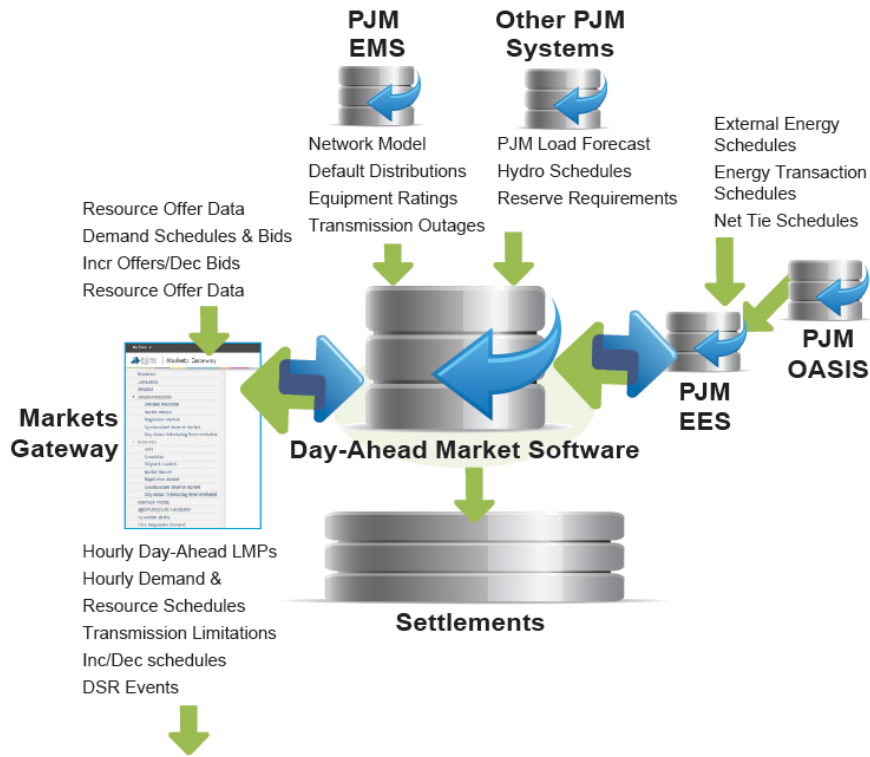 PJM
EMS
Other PJM
Systems
Network Model
Default Distributions
Equipment Ratings
Transmission Outages
PJM Load Forecast
Hydro Schedules
Reserve Requirements
External Energy
Schedules
Energy Transaction
Schedules
Net Tie Schedules
Resource Offer Data
Demand Schedules & Bids
Incr Offers/Dec Bids
Resource Offer Data
pjm Markets Gateway
Markets
Gateway
Day-Ahead Market Software
PJM
EES
PJM
OASIS
Hourly Day-Ahead LMPs
Hourly Demand &
Resource Schedules
Transmission Limitations
Inc/Dec schedules
DSR Events
Settlements